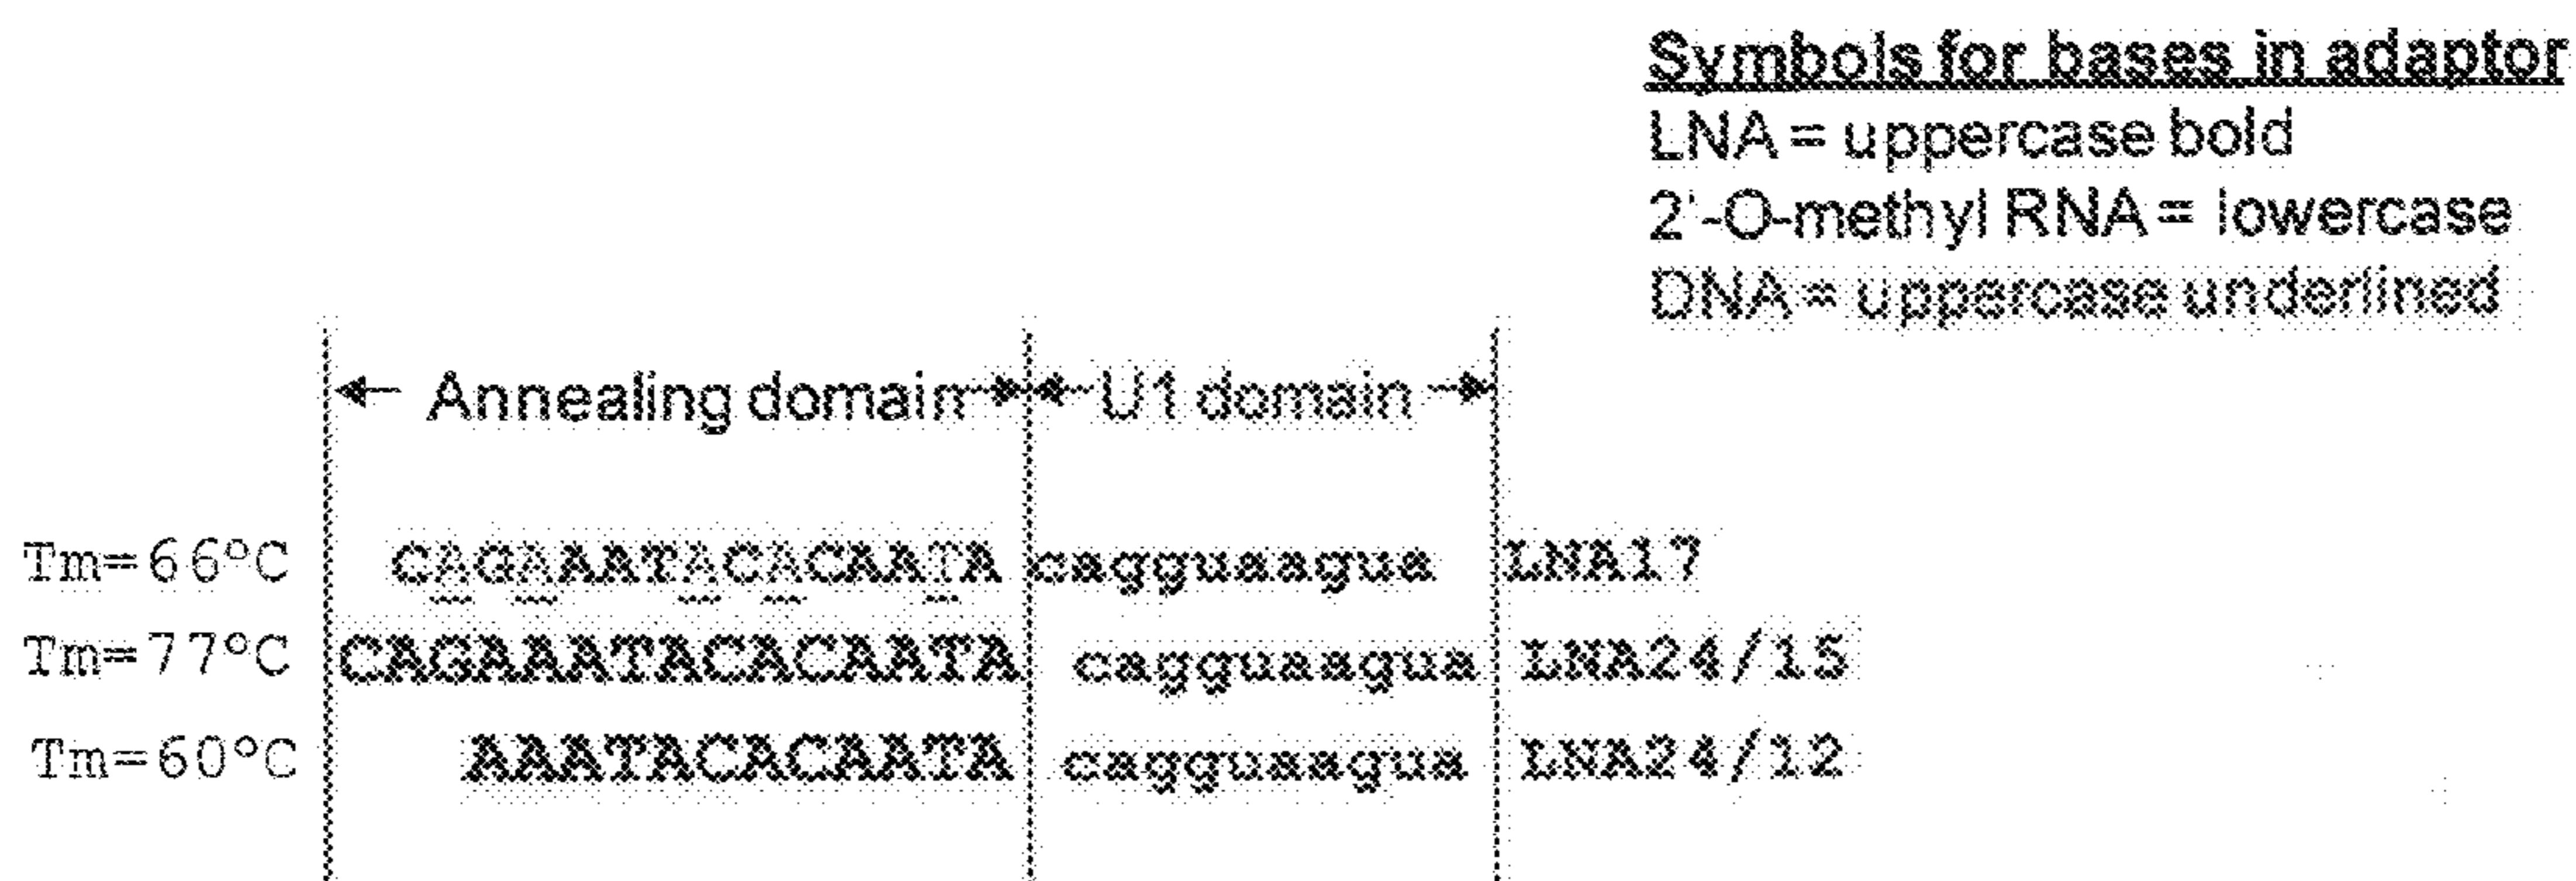 Symbols for bases in adaptor
LNA = uppercase bold
2'-O-methyl RNA = lowercase
DNA = uppercase underlined
← Annealing domain →← U1 domain →
Tm=66°C CAGAAATACACAATA cagguaagua LNA17
Tm=77°C CAGAAATACACAATA cagguaagua LNA24/15
Tm=60°C AAATACACAATA cagguaagua LNA24/12